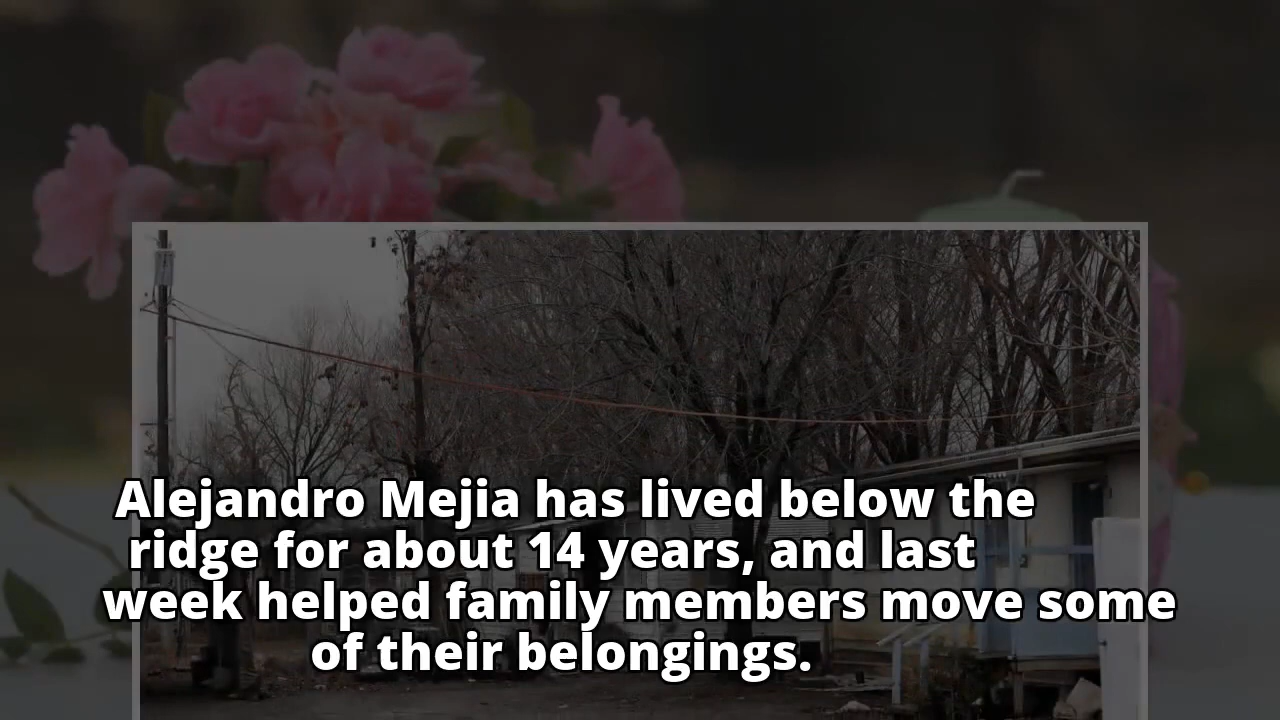 Alejandro Mejia has lived below the
ridge for about 14 years, and last
week helped family members move some
of their belongings.